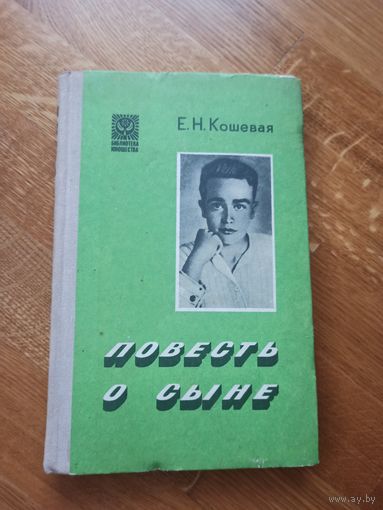 БИБЛИОТЕКА
ЮНОШЕСТВА
Е. Н. Кошевая
ПОВЕСТЬ
О СЫНЕ
www.ay.by